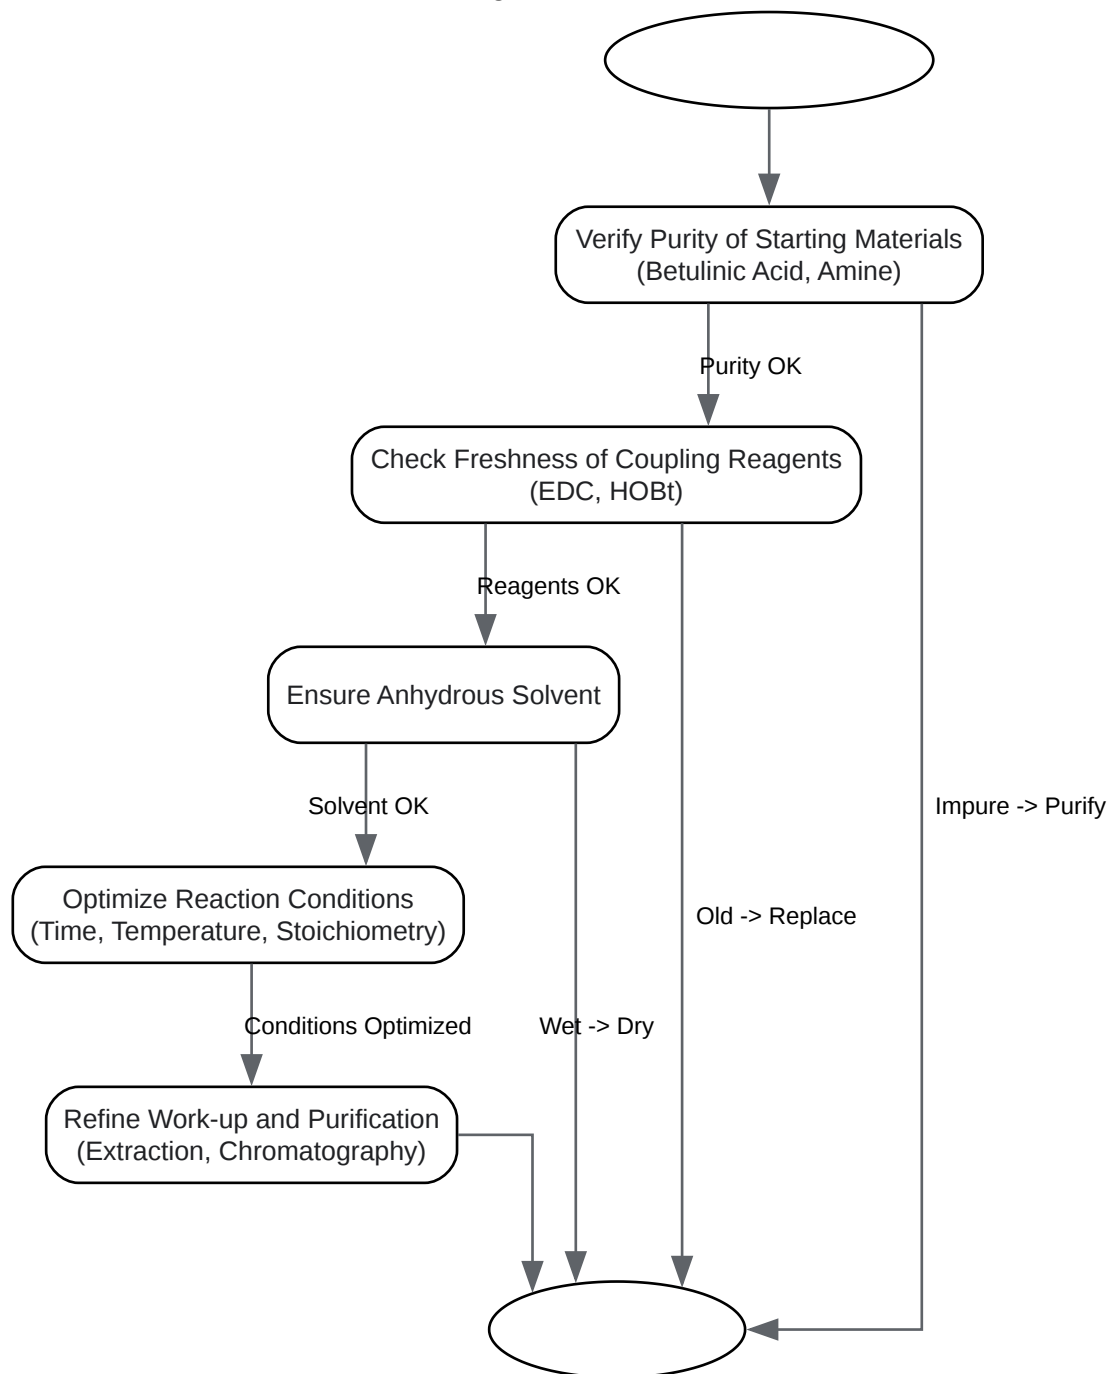 Verify Purity of Starting Materials
(Betulinic Acid, Amine)
Purity OK
Check Freshness of Coupling Reagents
(EDC, HOBt)
Reagents OK
Ensure Anhydrous Solvent
Solvent OK
Impure -> Purify
Optimize Reaction Conditions
(Time, Temperature, Stoichiometry)
Old -> Replace
Conditions Optimized
Wet -> Dry
Refine Work-up and Purification
(Extraction, Chromatography)